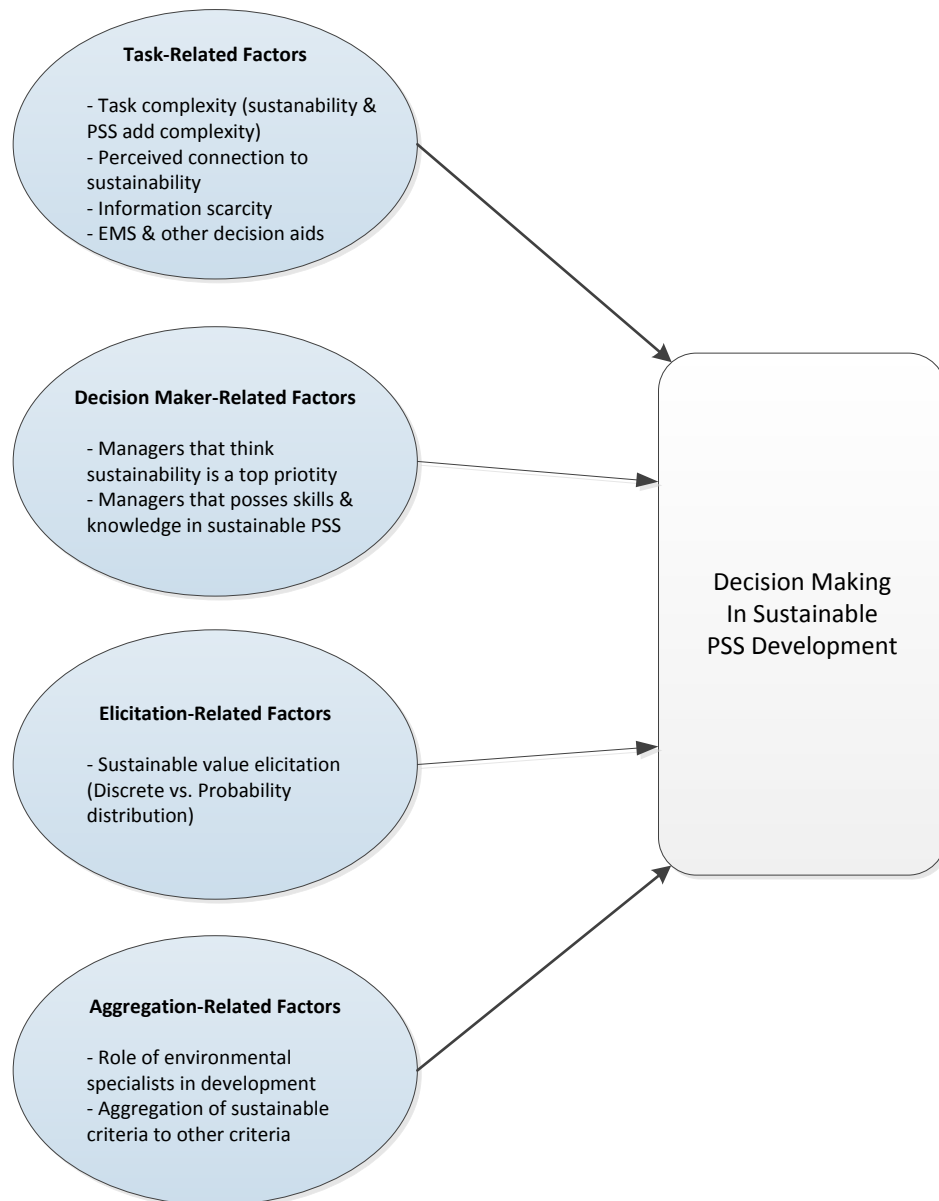 Task-Related Factors
- Task complexity (sustanability &
PSS add complexity)
- Perceived connection to
sustainability
- Information scarcity
- EMS & other decision aids
Decision Maker-Related Factors
- Managers that think
sustainability is a top priotity
- Managers that posses skills &
knowledge in sustainable PSS
Decision Making
In Sustainable
PSS Development
Elicitation-Related Factors
- Sustainable value elicitation
(Discrete vs. Probability
distribution)
Aggregation-Related Factors
- Role of environmental
specialists in development
- Aggregation of sustainable
criteria to other criteria